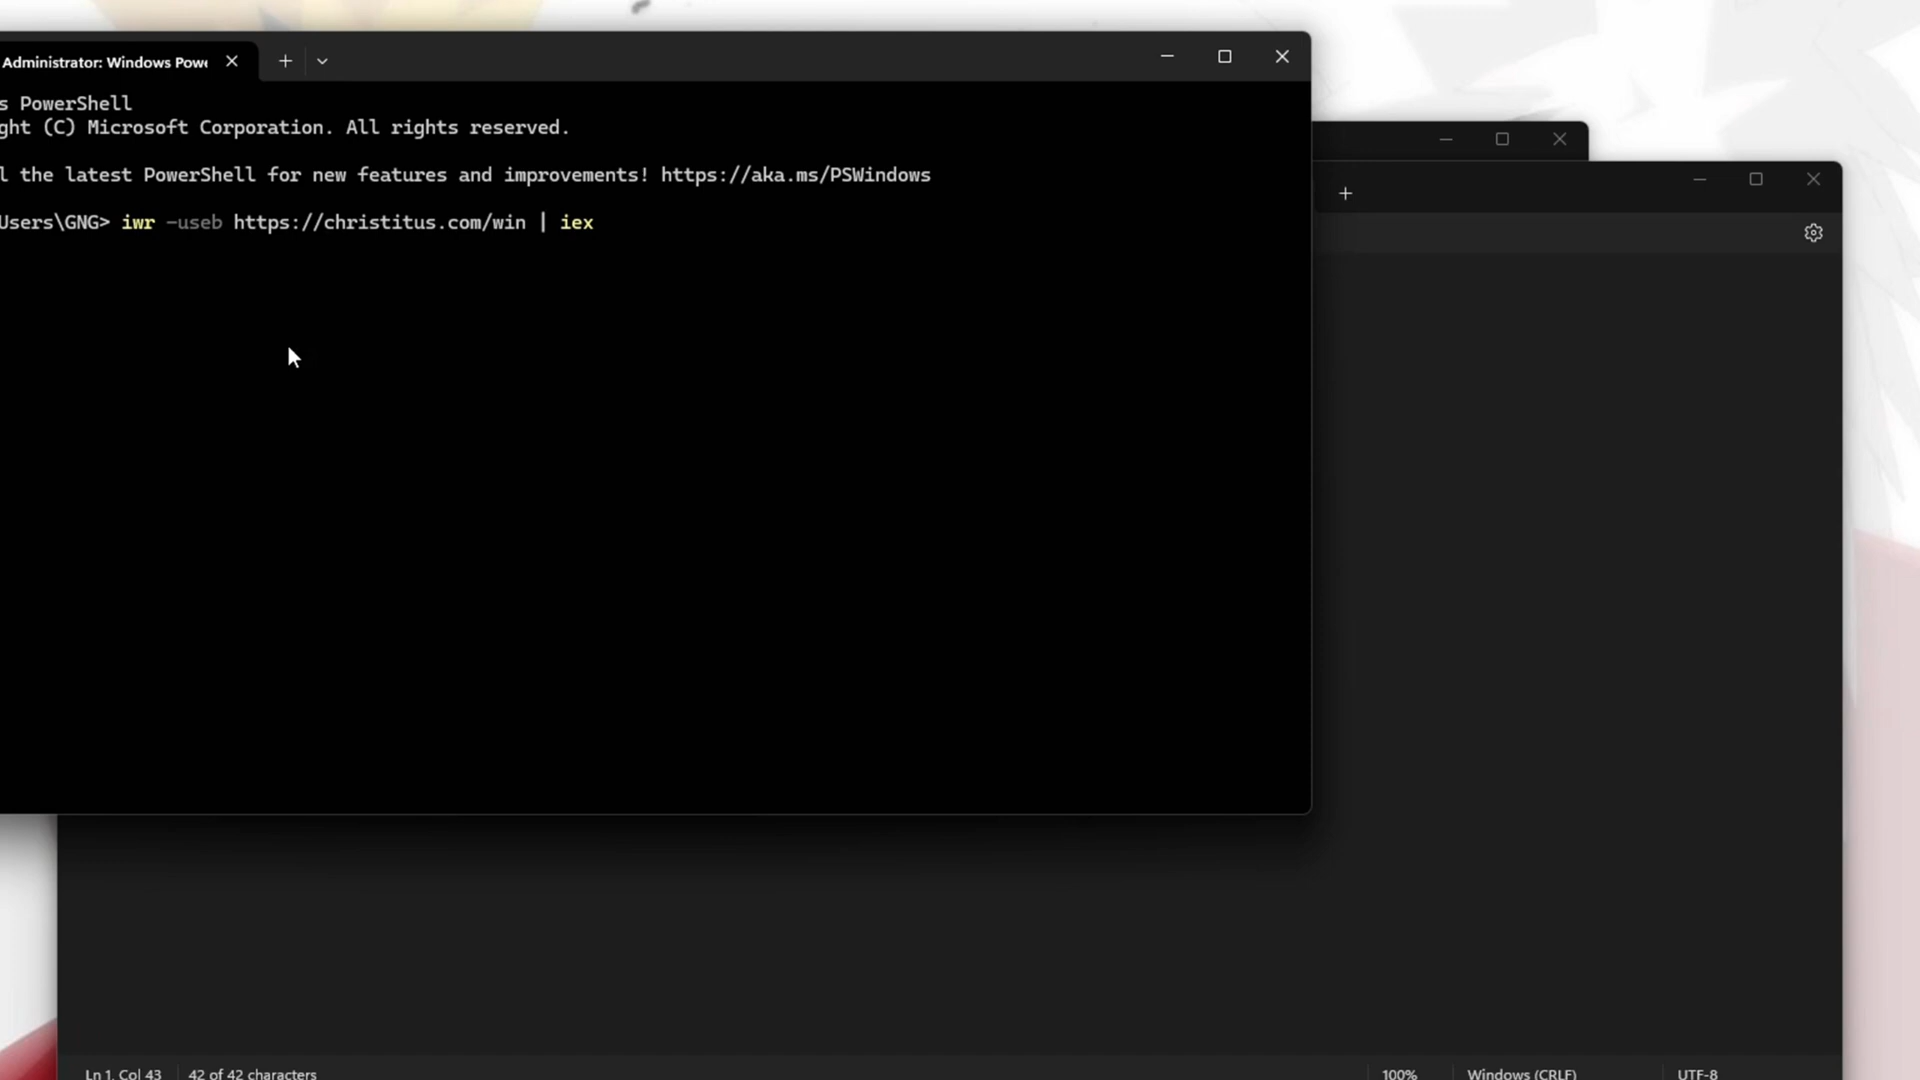 Administrator: Windows Powe
s PowerShell
ght (C) Microsoft Corporation. All rights reserved.
l the latest PowerShell for new features and improvements! https://aka.ms/PSWindows
Users\GNG> iwr -useb https://christitus.com/win | iex
Ln 1, Col 43 42 of 42 characters 100% Windows (CRLF) UTF-8